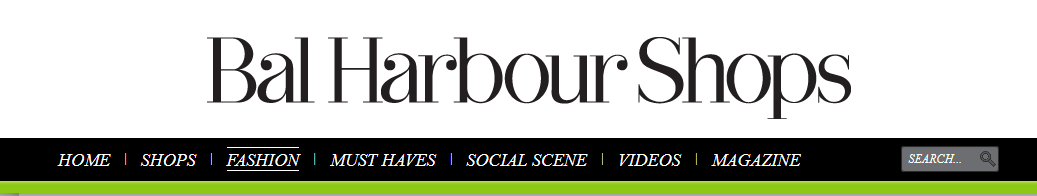 Bal Harbour Shops
HOME | SHOPS | FASHION | MUST HAVES | SOCIAL SCENE | VIDEOS | MAGAZINE SEARCH...